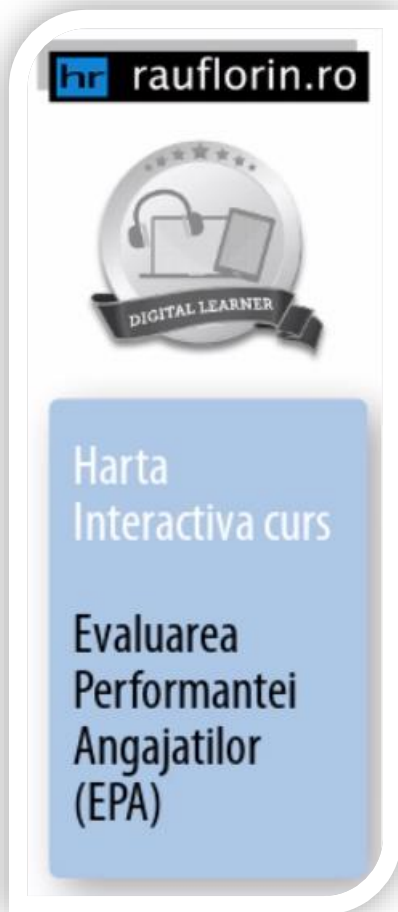 hr rauflorin.ro
DIGITAL LEARNER
Harta
Interactiva curs
Evaluarea
Performantei
Angajatilor
(EPA)